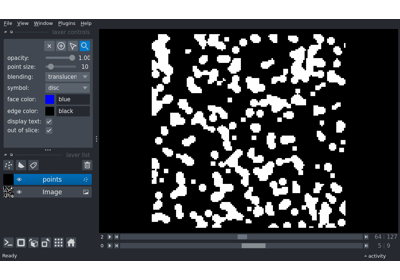 File View Window Plugins Help
layer controls
opacity: 1.00
point size: 10
blending: translucen
symbol: disc
face color: blue
edge color: black
display text:
out of slice:
layer list
points
Image
2 64 127
0 5 9
Ready activity